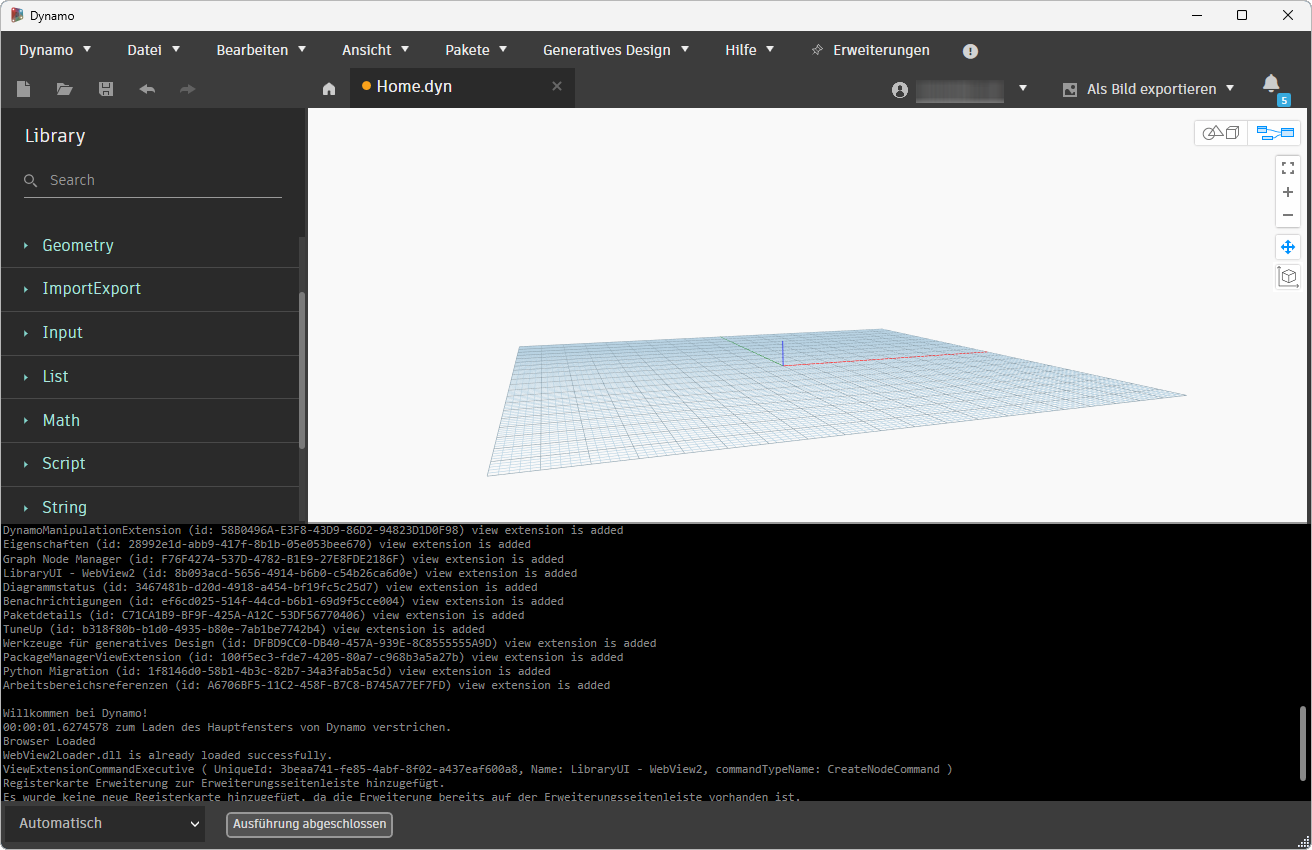 Dynamo
Dynamo Datei Bearbeiten Ansicht Pakete Generatives Design Hilfe Erweiterungen
Home.dyn
Als Bild exportieren
5
Library
Search
Geometry
ImportExport
Input
List
Math
Script
String
DynamoManipulationExtension (id: 58B0496A-E3F8-43D9-86D2-94823D1D0F98) view extension is added
Eigenschaften (id: 28992e1d-abb9-417f-8b1b-05e053bee670) view extension is added
Graph Node Manager (id: F76F4274-537D-4782-B1E9-27E8FDE2186F) view extension is added
LibraryUI - WebView2 (id: 8b093acd-5656-4914-b6b0-c54b26ca6d0e) view extension is added
Diagrammstatus (id: 3467481b-d20d-4918-a454-bf19fc5c25d7) view extension is added
Benachrichtigungen (id: ef6cd025-514f-44cd-b6b1-69d9f5cce004) view extension is added
Paketdetails (id: C71CA1B9-BF9F-425A-A12C-53DF56770406) view extension is added
TuneUp (id: b318f80b-b1d0-4935-b80e-7ab1be7742b4) view extension is added
Werkzeuge für generatives Design (id: DFBD9CC0-DB40-457A-939E-8C8555555A9D) view extension is added
PackageManagerViewExtension (id: 100f5ec3-fde7-4205-80a7-c968b3a5a27b) view extension is added
Python Migration (id: 1f8146d0-58b1-4b3c-82b7-34a3fab5ac5d) view extension is added
Arbeitsbereichsreferenzen (id: A6706BF5-11C2-458F-B7C8-B745A77EF7FD) view extension is added
Willkommen bei Dynamo!
00:00:01.6274578 zum Laden des Hauptfensters von Dynamo verstrichen.
Browser Loaded
WebView2Loader.dll is already loaded successfully.
ViewExtensionCommandExecutive ( UniqueId: 3beaa741-fe85-4abf-8f02-a437eaf600a8, Name: LibraryUI - WebView2, commandTypeName: CreateNodeCommand )
Registerkarte Erweiterung zur Erweiterungsseitenleiste hinzugefügt.
Es wurde keine neue Registerkarte hinzugefügt, da die Erweiterung bereits auf der Erweiterungsseitenleiste vorhanden ist.
Automatisch
Ausführung abgeschlossen